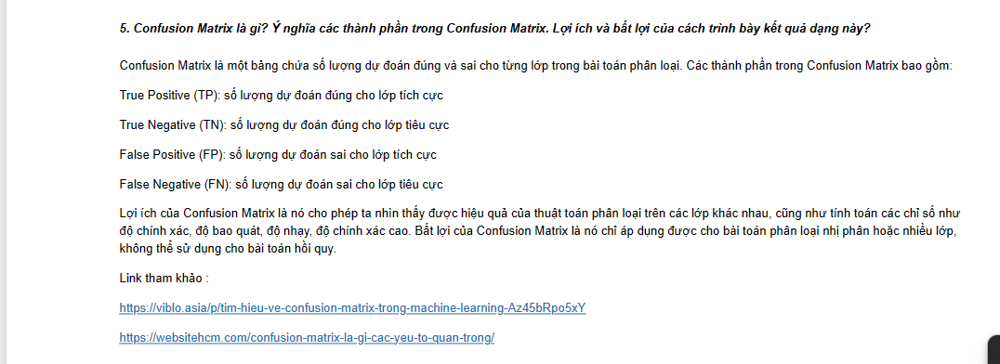 5. Confusion Matrix là gì? Ý nghĩa các thành phần trong Confusion Matrix. Lợi ích và bất lợi của cách trình bày kết quả dạng này?
Confusion Matrix là một bảng chứa số lượng dự đoán đúng và sai cho từng lớp trong bài toán phân loại. Các thành phần trong Confusion Matrix bao gồm:
True Positive (TP): số lượng dự đoán đúng cho lớp tích cực
True Negative (TN): số lượng dự đoán đúng cho lớp tiêu cực
False Positive (FP): số lượng dự đoán sai cho lớp tích cực
False Negative (FN): số lượng dự đoán sai cho lớp tiêu cực
Lợi ích của Confusion Matrix là nó cho phép ta nhìn thấy được hiệu quả của thuật toán phân loại trên các lớp khác nhau, cũng như tính toán các chỉ số như
độ chính xác, độ bao quát, độ nhạy, độ chính xác cao. Bất lợi của Confusion Matrix là nó chỉ áp dụng được cho bài toán phân loại nhị phân hoặc nhiều lớp,
không thể sử dụng cho bài toán hồi quy.
Link tham khảo :
https://viblo.asia/p/tim-hieu-ve-confusion-matrix-trong-machine-learning-Az45bRpo5xY
https://websitehcm.com/confusion-matrix-la-gi-cac-yeu-to-quan-trong/